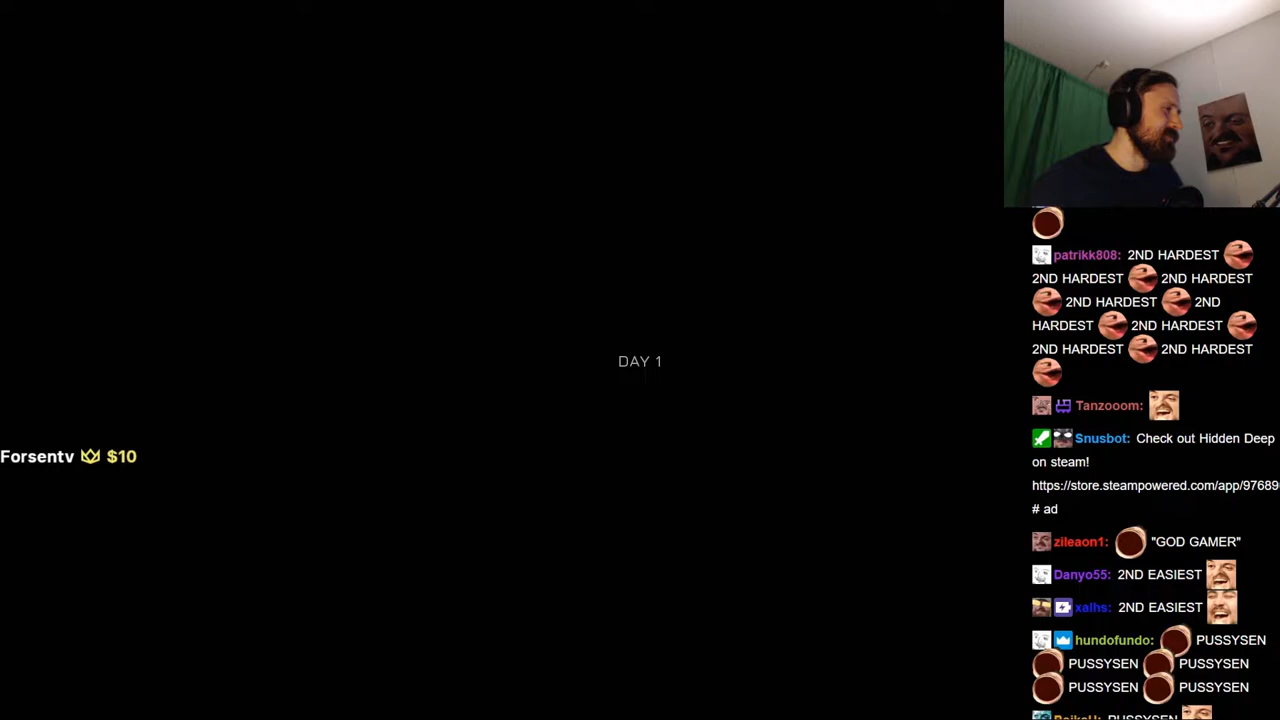 DAY 1
Forsentv $10
patrikk808: 2ND HARDEST
2ND HARDEST 2ND HARDEST
2ND HARDEST 2ND
HARDEST 2ND HARDEST
2ND HARDEST 2ND HARDEST
Tanzooom:
Snusbot: Check out Hidden Deep
on steam!
https://store.steampowered.com/app/97689
# ad
zileaon1: "GOD GAMER"
Danyo55: 2ND EASIEST
xalhs: 2ND EASIEST
hundofundo: PUSSYSEN
PUSSYSEN PUSSYSEN
PUSSYSEN PUSSYSEN